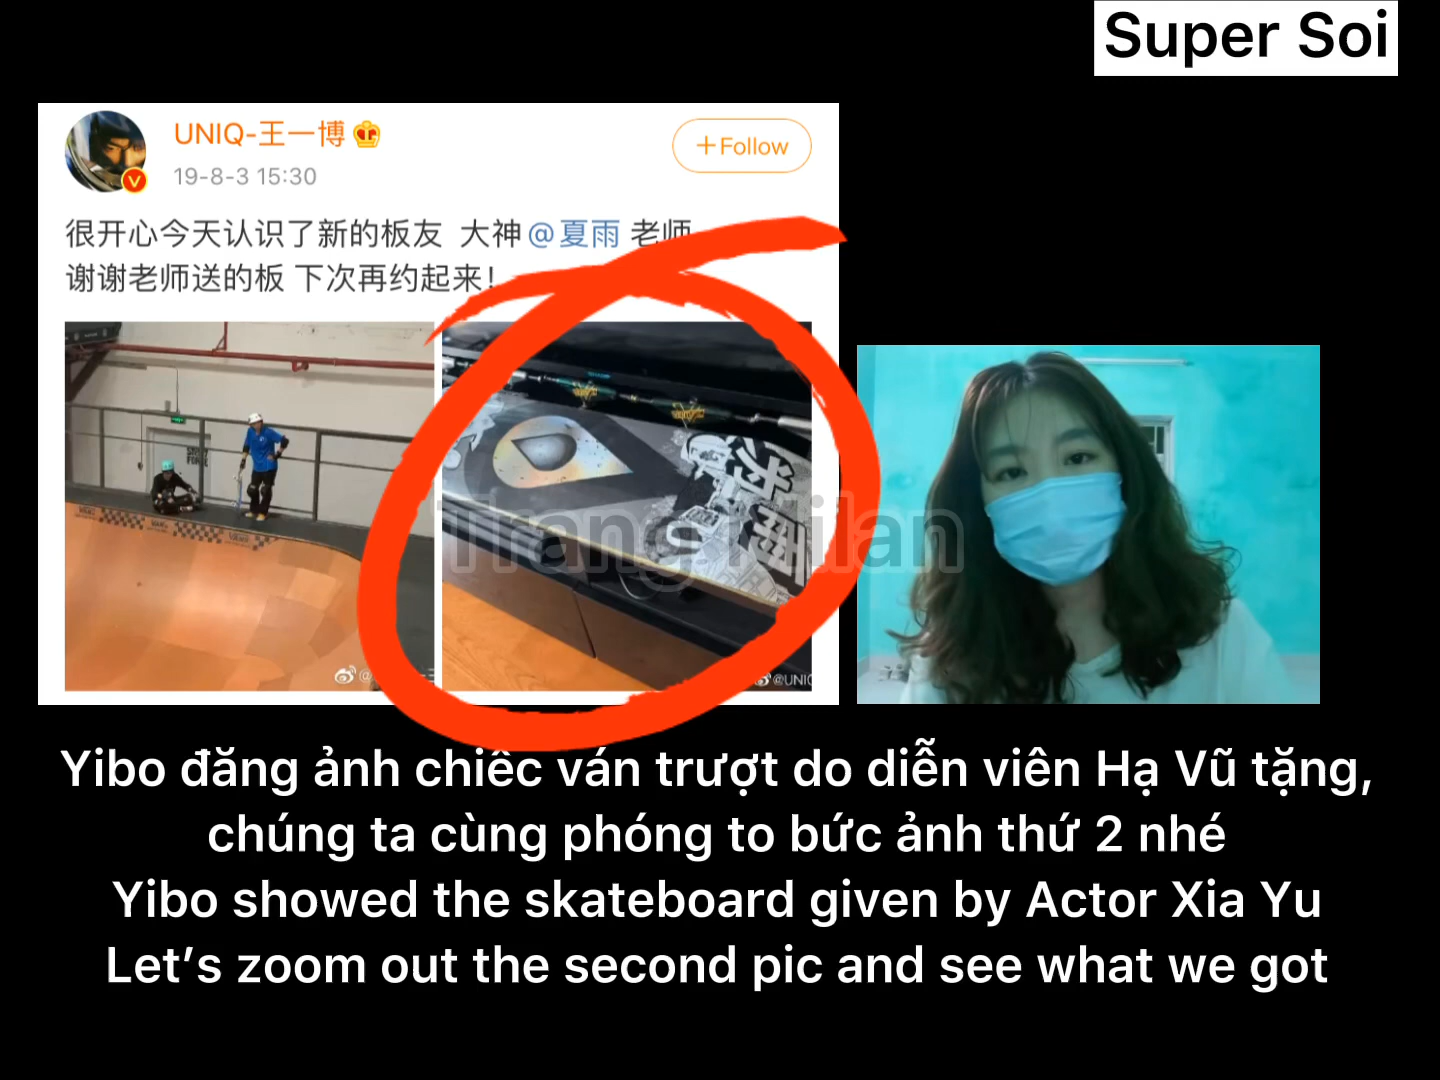 Super Soi
UNIQ-王一博
19-8-3 15:30
+Follow
很开心今天认识了新的板友 大神@夏雨 老师
谢谢老师送的板 下次再约起来！
Trang Milan
@UNIQ
Yibo đăng ảnh chiếc ván trượt do diễn viên Hạ Vũ tặng,
chúng ta cùng phóng to bức ảnh thứ 2 nhé
Yibo showed the skateboard given by Actor Xia Yu
Let’s zoom out the second pic and see what we got